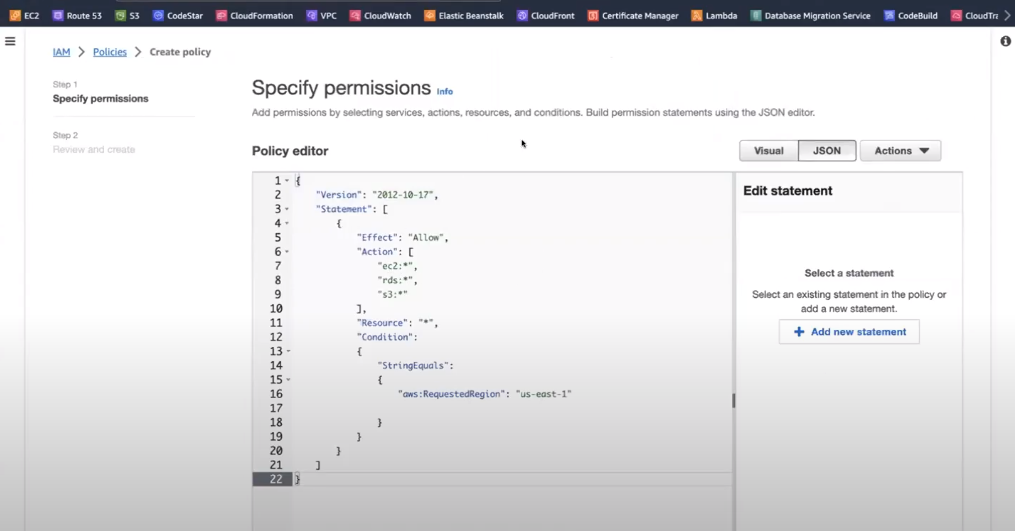 EC2 Route 53 S3 CodeStar CloudFormation VPC CloudWatch Elastic Beanstalk CloudFront Certificate Manager Lambda Database Migration Service CodeBuild CloudTra
IAM > Policies > Create policy
Step 1
Specify permissions
Step 2
Review and create
Specify permissions Info
Add permissions by selecting services, actions, resources, and conditions. Build permission statements using the JSON editor.
Policy editor
Visual JSON Actions
1 {
2 "Version": "2012-10-17",
3 "Statement": [
4 {
5 "Effect": "Allow",
6 "Action": [
7 "ec2:*",
8 "rds:*",
9 "s3:*"
10 ],
11 "Resource": "*",
12 "Condition":
13 {
14 "StringEquals":
15 {
16 "aws:RequestedRegion": "us-east-1"
17
18 }
19 }
20 }
21 ]
22 }
Edit statement
Select a statement
Select an existing statement in the policy or
add a new statement.
+ Add new statement